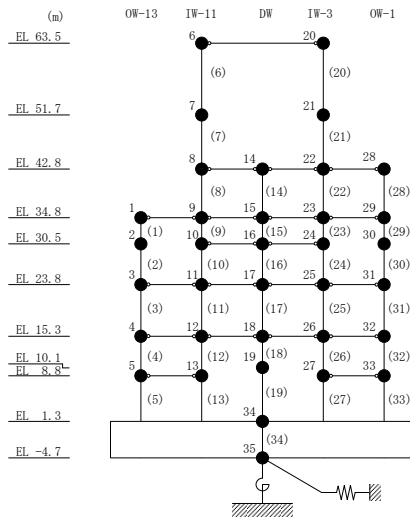 (m) OW-13 IW-11 DW IW-3 OW-1
EL 63.5 6 20
(6) (20)
EL 51.7 7 21
(7) (21)
EL 42.8 8 14 22 28
(8) (14) (22) (28)
EL 34.8 1 9 15 23 29
(1) (9) (15) (23) (29)
EL 30.5 2 10 16 24 30
(2) (10) (16) (24) (30)
EL 23.8 3 11 17 25 31
(3) (11) (17) (25) (31)
EL 15.3 4 12 18 26 32
(4) (12) (18) (26) (32)
EL 10.1 19
EL 8.8 5 13 27 33
(5) (13) (19) (27) (33)
EL 1.3 34
(34)
EL -4.7 35